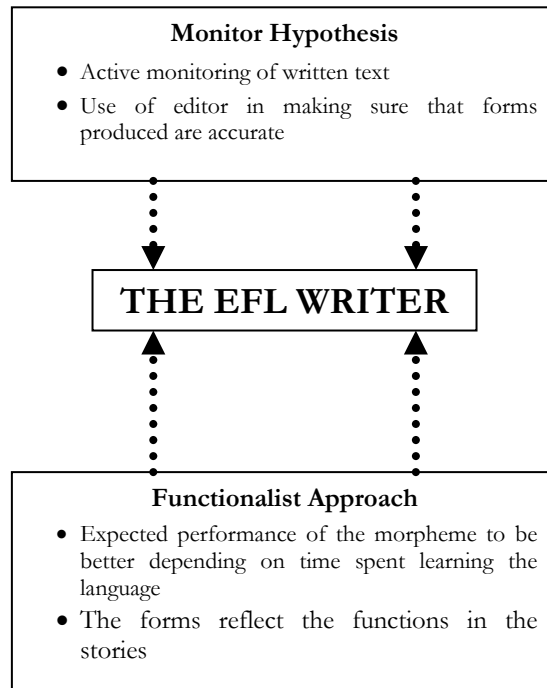 Monitor Hypothesis
• Active monitoring of written text
• Use of editor in making sure that forms
produced are accurate
THE EFL WRITER
Functionalist Approach
• Expected performance of the morpheme to be
better depending on time spent learning the
language
• The forms reflect the functions in the
stories